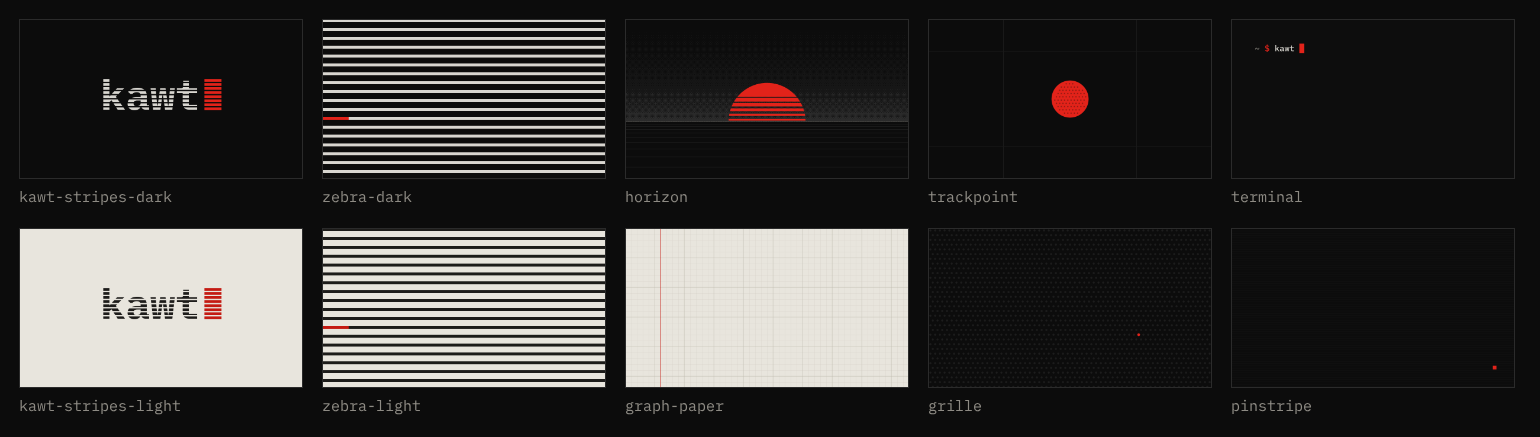 kawt
~ $ kawt
kawt-stripes-dark
zebra-dark
horizon
trackpoint
terminal
kawt
kawt-stripes-light
zebra-light
graph-paper
grille
pinstripe